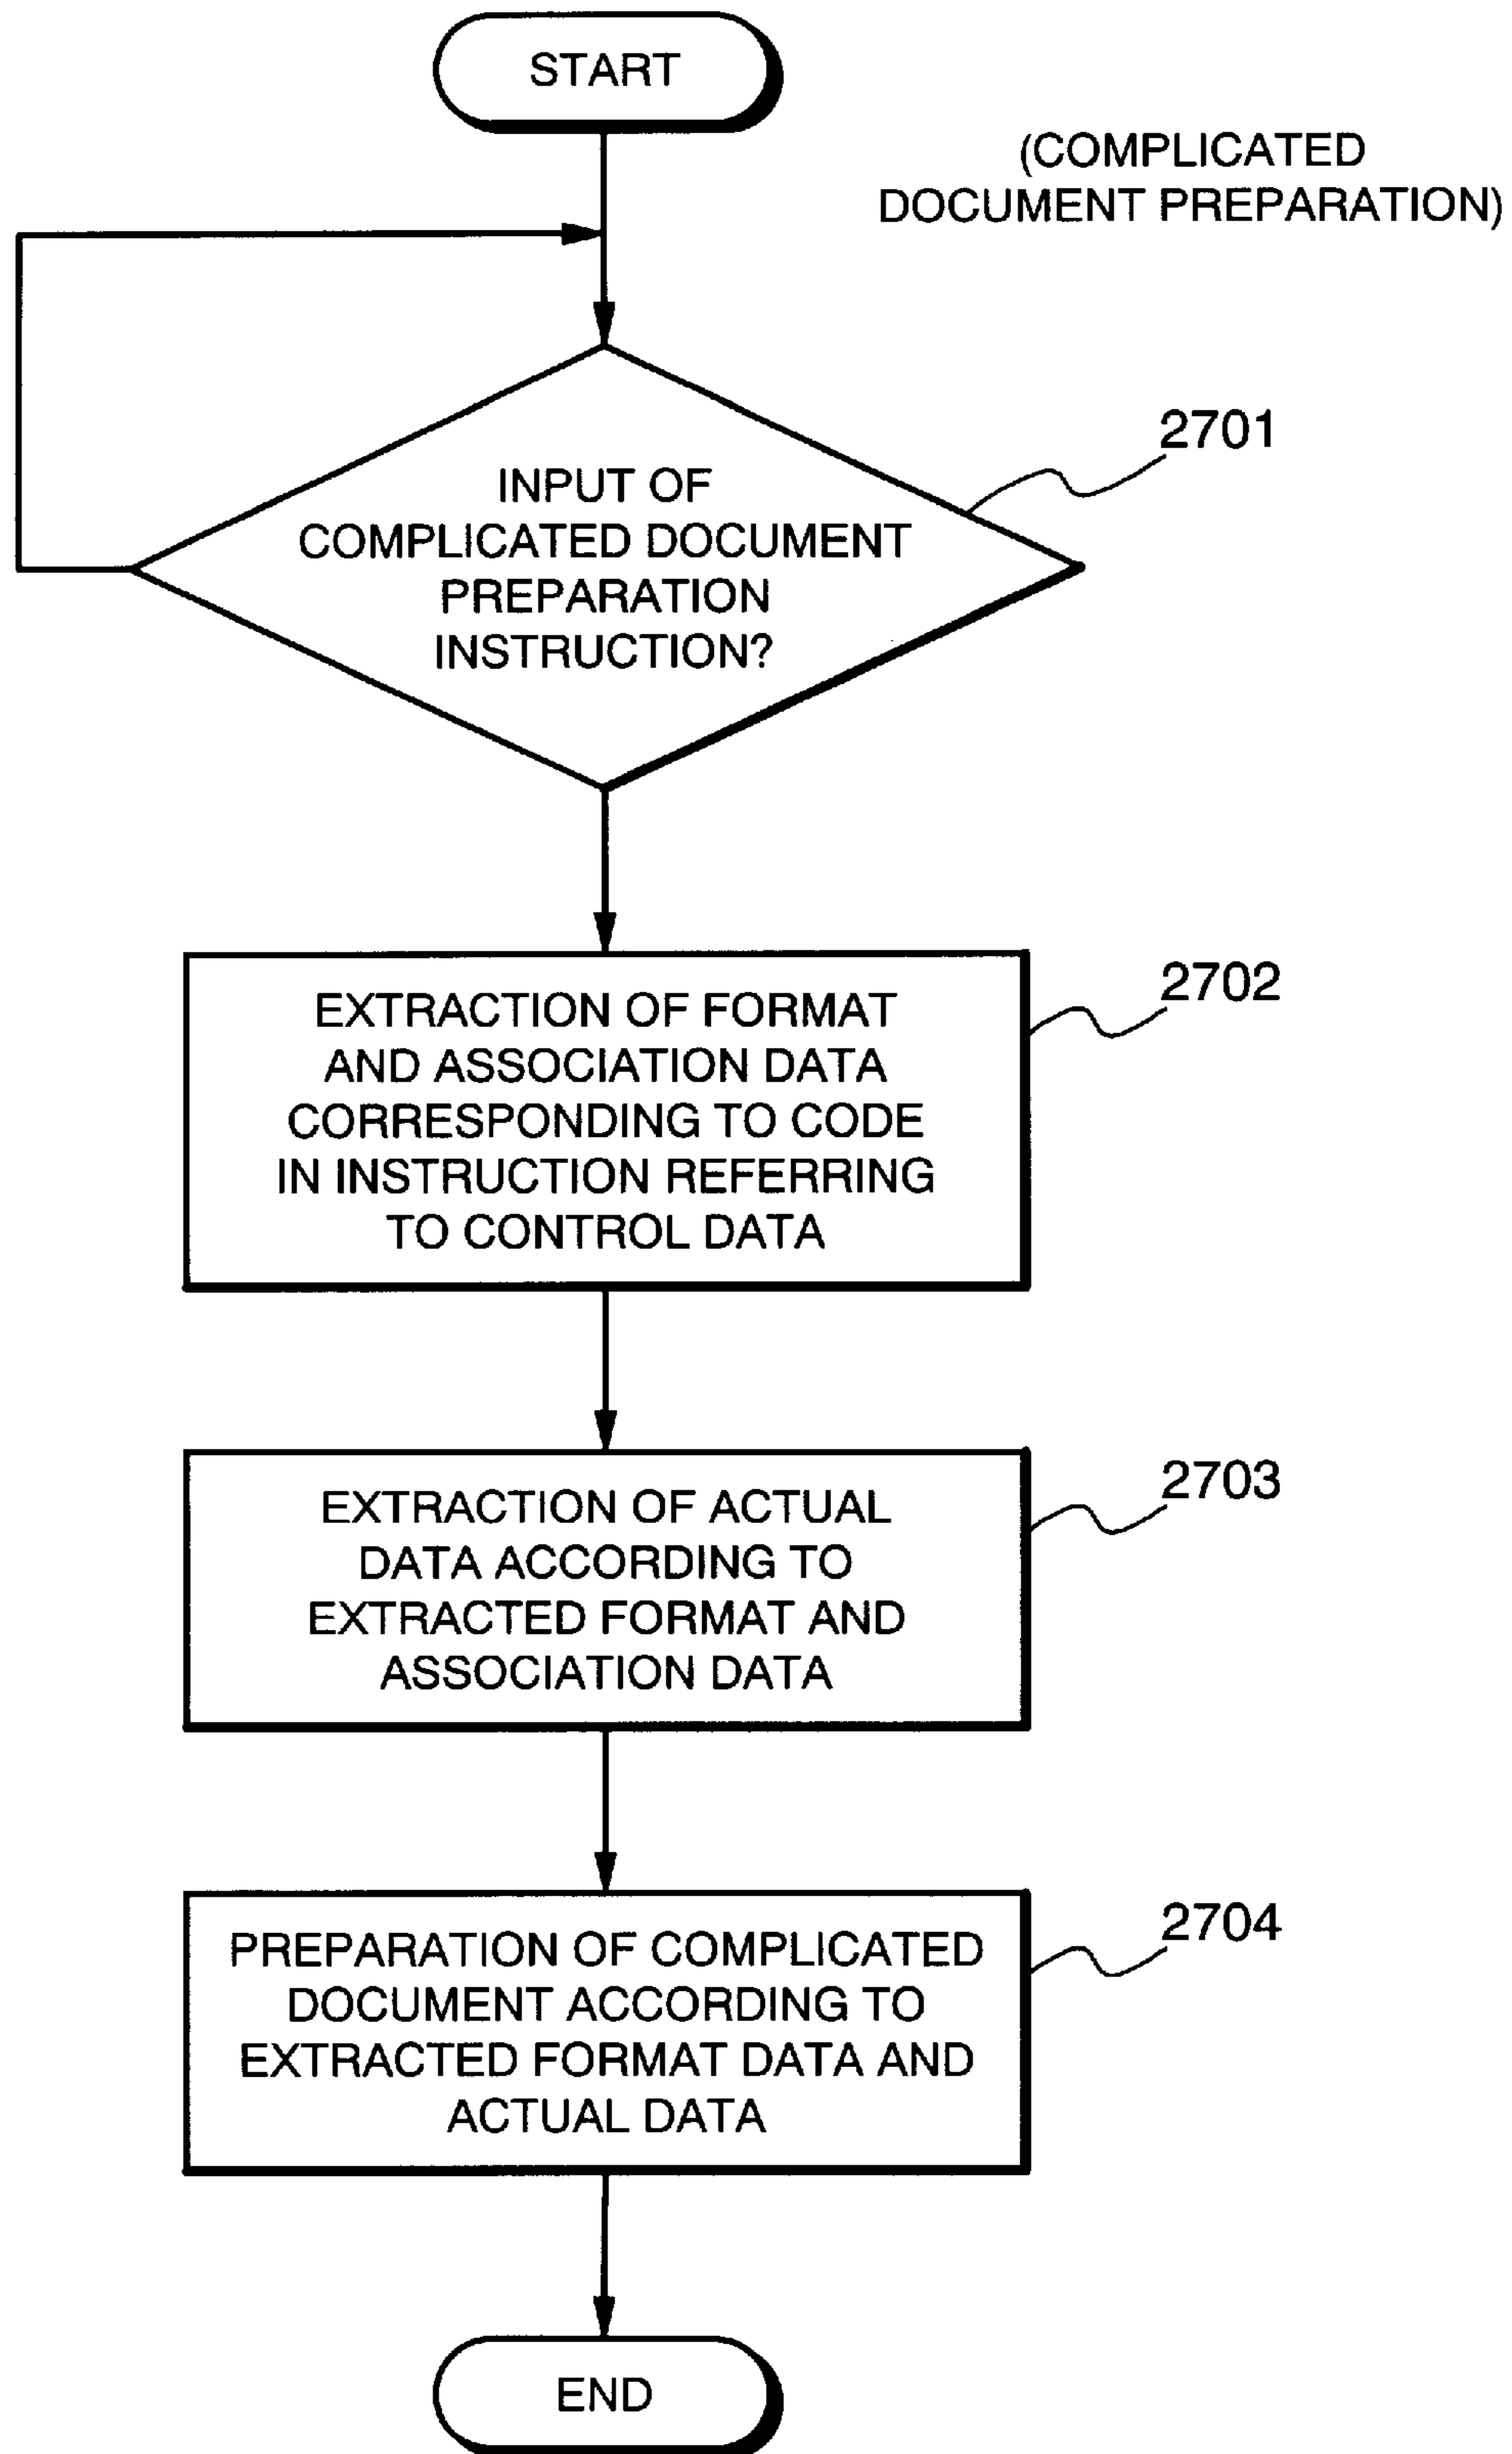 START
(COMPLICATED
DOCUMENT PREPARATION)
2701
INPUT OF
COMPLICATED DOCUMENT
PREPARATION
INSTRUCTION?
2702
EXTRACTION OF FORMAT
AND ASSOCIATION DATA
CORRESPONDING TO CODE
IN INSTRUCTION REFERRING
TO CONTROL DATA
2703
EXTRACTION OF ACTUAL
DATA ACCORDING TO
EXTRACTED FORMAT AND
ASSOCIATION DATA
2704
PREPARATION OF COMPLICATED
DOCUMENT ACCORDING TO
EXTRACTED FORMAT DATA AND
ACTUAL DATA
END